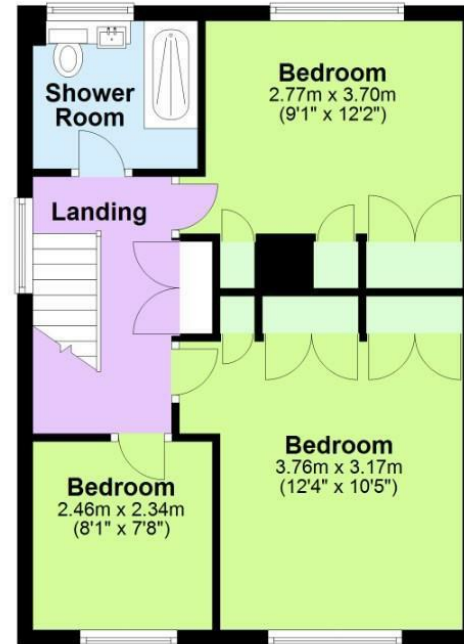 Shower
Room
Bedroom
2.77m x 3.70m
(9'1" x 12'2")
Landing
Bedroom
2.46m x 2.34m
(8'1" x 7'8")
Bedroom
3.76m x 3.17m
(12'4" x 10'5")